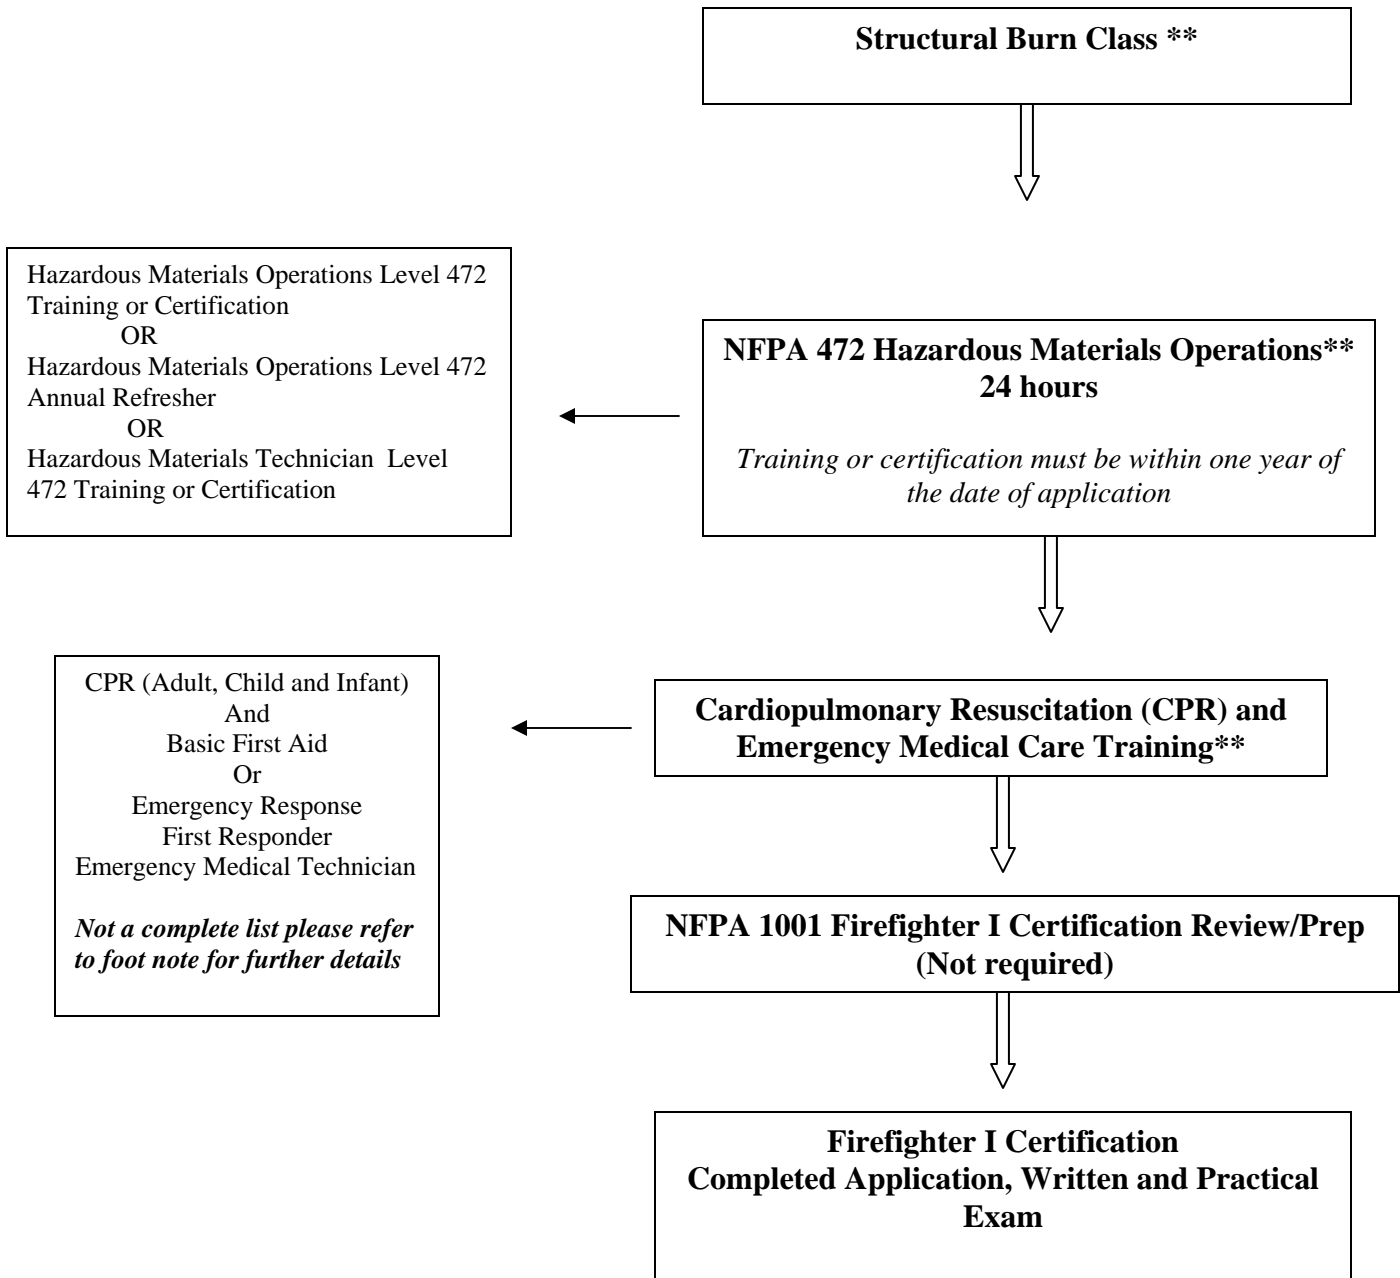 Structural Burn Class **
Hazardous Materials Operations Level 472
Training or Certification
OR
Hazardous Materials Operations Level 472
Annual Refresher
OR
Hazardous Materials Technician Level
472 Training or Certification
NFPA 472 Hazardous Materials Operations**
24 hours
Training or certification must be within one year of
the date of application
CPR (Adult, Child and Infant)
And
Basic First Aid
Or
Emergency Response
First Responder
Emergency Medical Technician
Not a complete list please refer
to foot note for further details
Cardiopulmonary Resuscitation (CPR) and
Emergency Medical Care Training**
NFPA 1001 Firefighter I Certification Review/Prep
(Not required)
Firefighter I Certification
Completed Application, Written and Practical
Exam